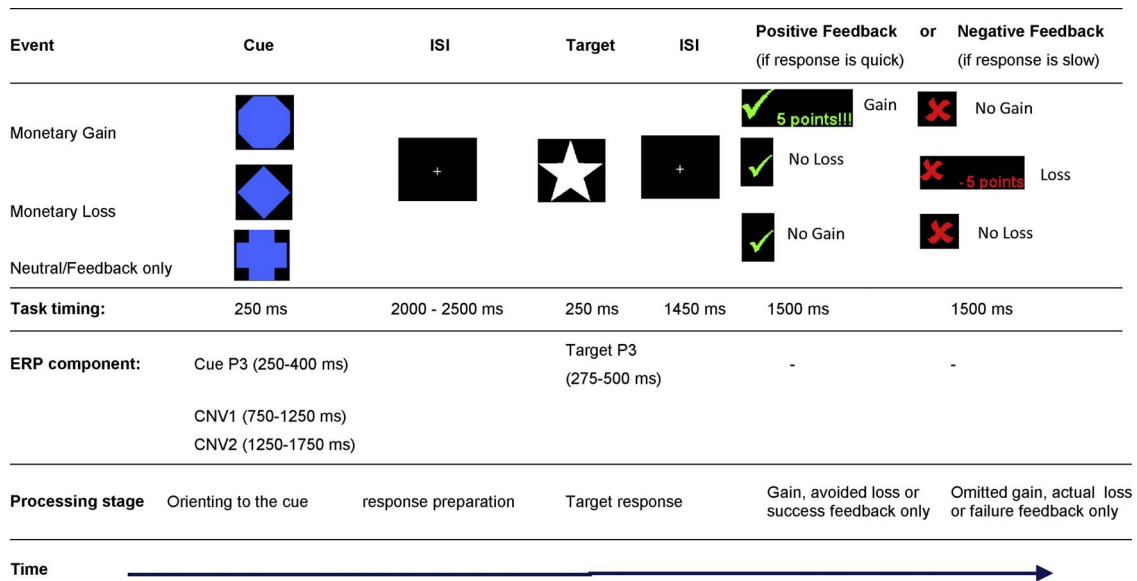 Event Cue ISI Target ISI Positive Feedback or Negative Feedback
(if response is quick) (if response is slow)
5 points!!! Gain No Gain
Monetary Gain
No Loss - 5 points Loss
Monetary Loss
No Gain No Loss
Neutral/Feedback only
Task timing: 250 ms 2000 - 2500 ms 250 ms 1450 ms 1500 ms 1500 ms
ERP component: Cue P3 (250-400 ms) Target P3 - -
(275-500 ms)
CNV1 (750-1250 ms)
CNV2 (1250-1750 ms)
Processing stage Orienting to the cue response preparation Target response Gain, avoided loss or Omitted gain, actual loss
success feedback only or failure feedback only
Time